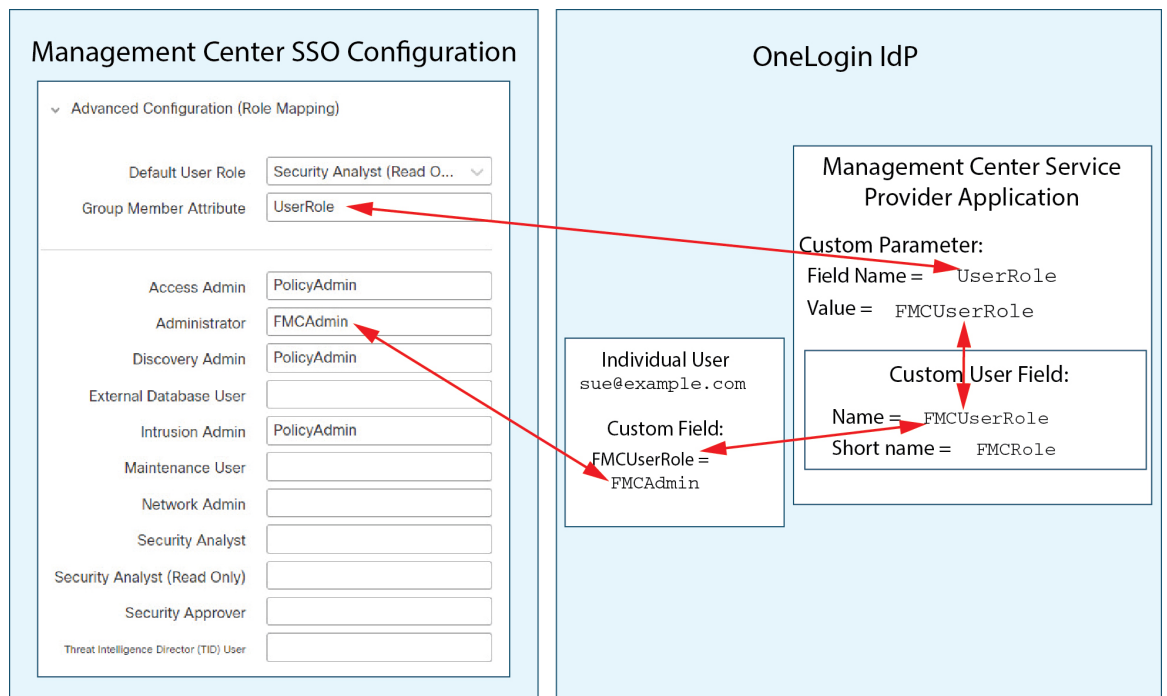 Management Center SSO Configuration
Advanced Configuration (Role Mapping)
Default User Role Security Analyst (Read O...
Group Member Attribute UserRole
Access Admin PolicyAdmin
Administrator FMCAdmin
Discovery Admin PolicyAdmin
External Database User
Intrusion Admin PolicyAdmin
Maintenance User
Network Admin
Security Analyst
Security Analyst (Read Only)
Security Approver
Threat Intelligence Director (TID) User
OneLogin IdP
Individual User
sue@example.com
Custom Field:
FMCUserRole =
FMCAdmin
Management Center Service
Provider Application
Custom Parameter:
Field Name = UserRole
Value = FMCUserRole
Custom User Field:
Name = FMCUserRole
Short name = FMCRole